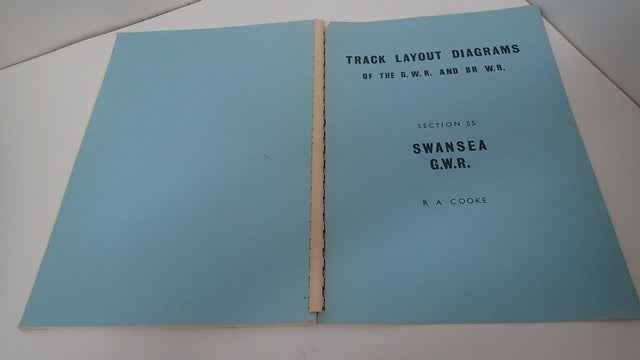 TRACK LAYOUT DIAGRAMS
OF THE G.W.R. AND BR W.R.
SECTION 55
SWANSEA
G.W.R.
R A COOKE